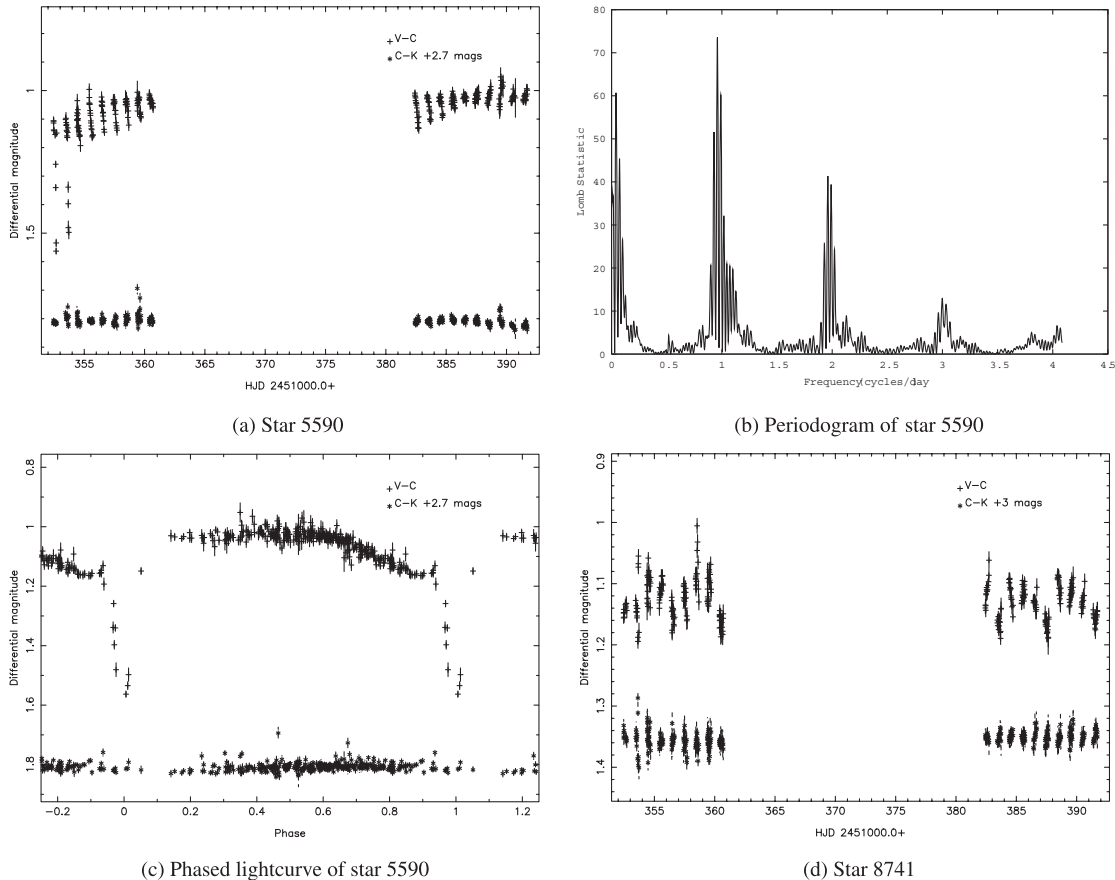 V−C
C−K +2.7 mags
1
1.5
Differential magnitude
355 360 365 370 375 380 385 390
HJD 2451000.0+
(a) Star 5590
80
70
60
50
40
30
20
10
0
Lomb Statistic
0 0.5 1 1.5 2 2.5 3 3.5 4 4.5
Frequency(cycles/day
(b) Periodogram of star 5590
V−C
C−K +2.7 mags
0.8
1
1.2
1.4
1.6
1.8
Differential magnitude
−0.2 0 0.2 0.4 0.6 0.8 1 1.2
Phase
(c) Phased lightcurve of star 5590
V−C
C−K +3 mags
0.9
1
1.1
1.2
1.3
1.4
Differential magnitude
355 360 365 370 375 380 385 390
HJD 2451000.0+
(d) Star 8741